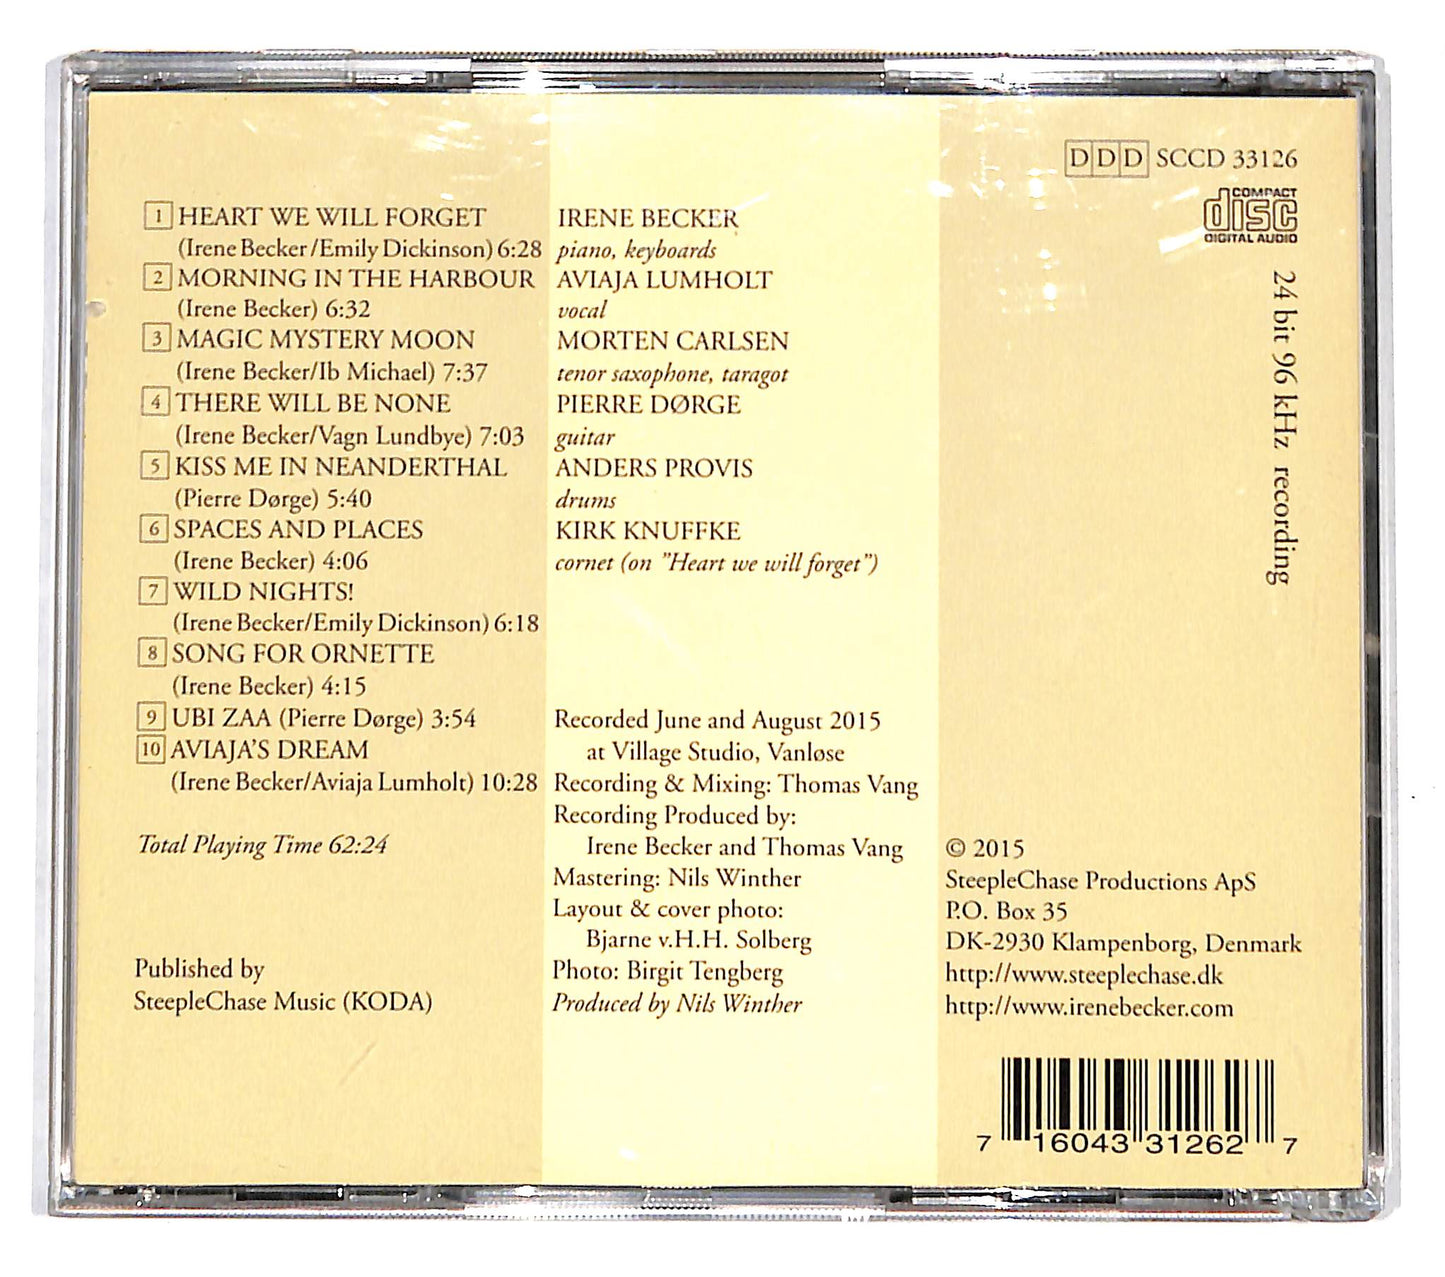 1 HEART WE WILL FORGET
(Irene Becker/Emily Dickinson) 6:28
2 MORNING IN THE HARBOUR
(Irene Becker) 6:32
3 MAGIC MYSTERY MOON
(Irene Becker/Ib Michael) 7:37
4 THERE WILL BE NONE
(Irene Becker/Vagn Lundbye) 7:03
5 KISS ME IN NEANDERTHAL
(Pierre Dørge) 5:40
6 SPACES AND PLACES
(Irene Becker) 4:06
7 WILD NIGHTS!
(Irene Becker/Emily Dickinson) 6:18
8 SONG FOR ORNETTE
(Irene Becker) 4:15
9 UBI ZAA (Pierre Dørge) 3:54
10 AVIAJA'S DREAM
(Irene Becker/Aviaja Lumholt) 10:28
Total Playing Time 62:24
Published by
SteepleChase Music (KODA)
IRENE BECKER
piano, keyboards
AVIAJA LUMHOLT
vocal
MORTEN CARLSEN
tenor saxophone, taragot
PIERRE DØRGE
guitar
ANDERS PROVIS
drums
KIRK KNUFFKE
cornet (on "Heart we will forget")
Recorded June and August 2015
at Village Studio, Vanløse
Recording & Mixing: Thomas Vang
Recording Produced by:
Irene Becker and Thomas Vang
Mastering: Nils Winther
Layout & cover photo:
Bjarne v.H.H. Solberg
Photo: Birgit Tengberg
Produced by Nils Winther
DDD SCCD 33126
COMPACT
disc
DIGITAL AUDIO
24 bit 96 kHz recording
© 2015
SteepleChase Productions ApS
P.O. Box 35
DK-2930 Klampenborg, Denmark
http://www.steeplechase.dk
http://www.irenebecker.com
7 16043 31262 7